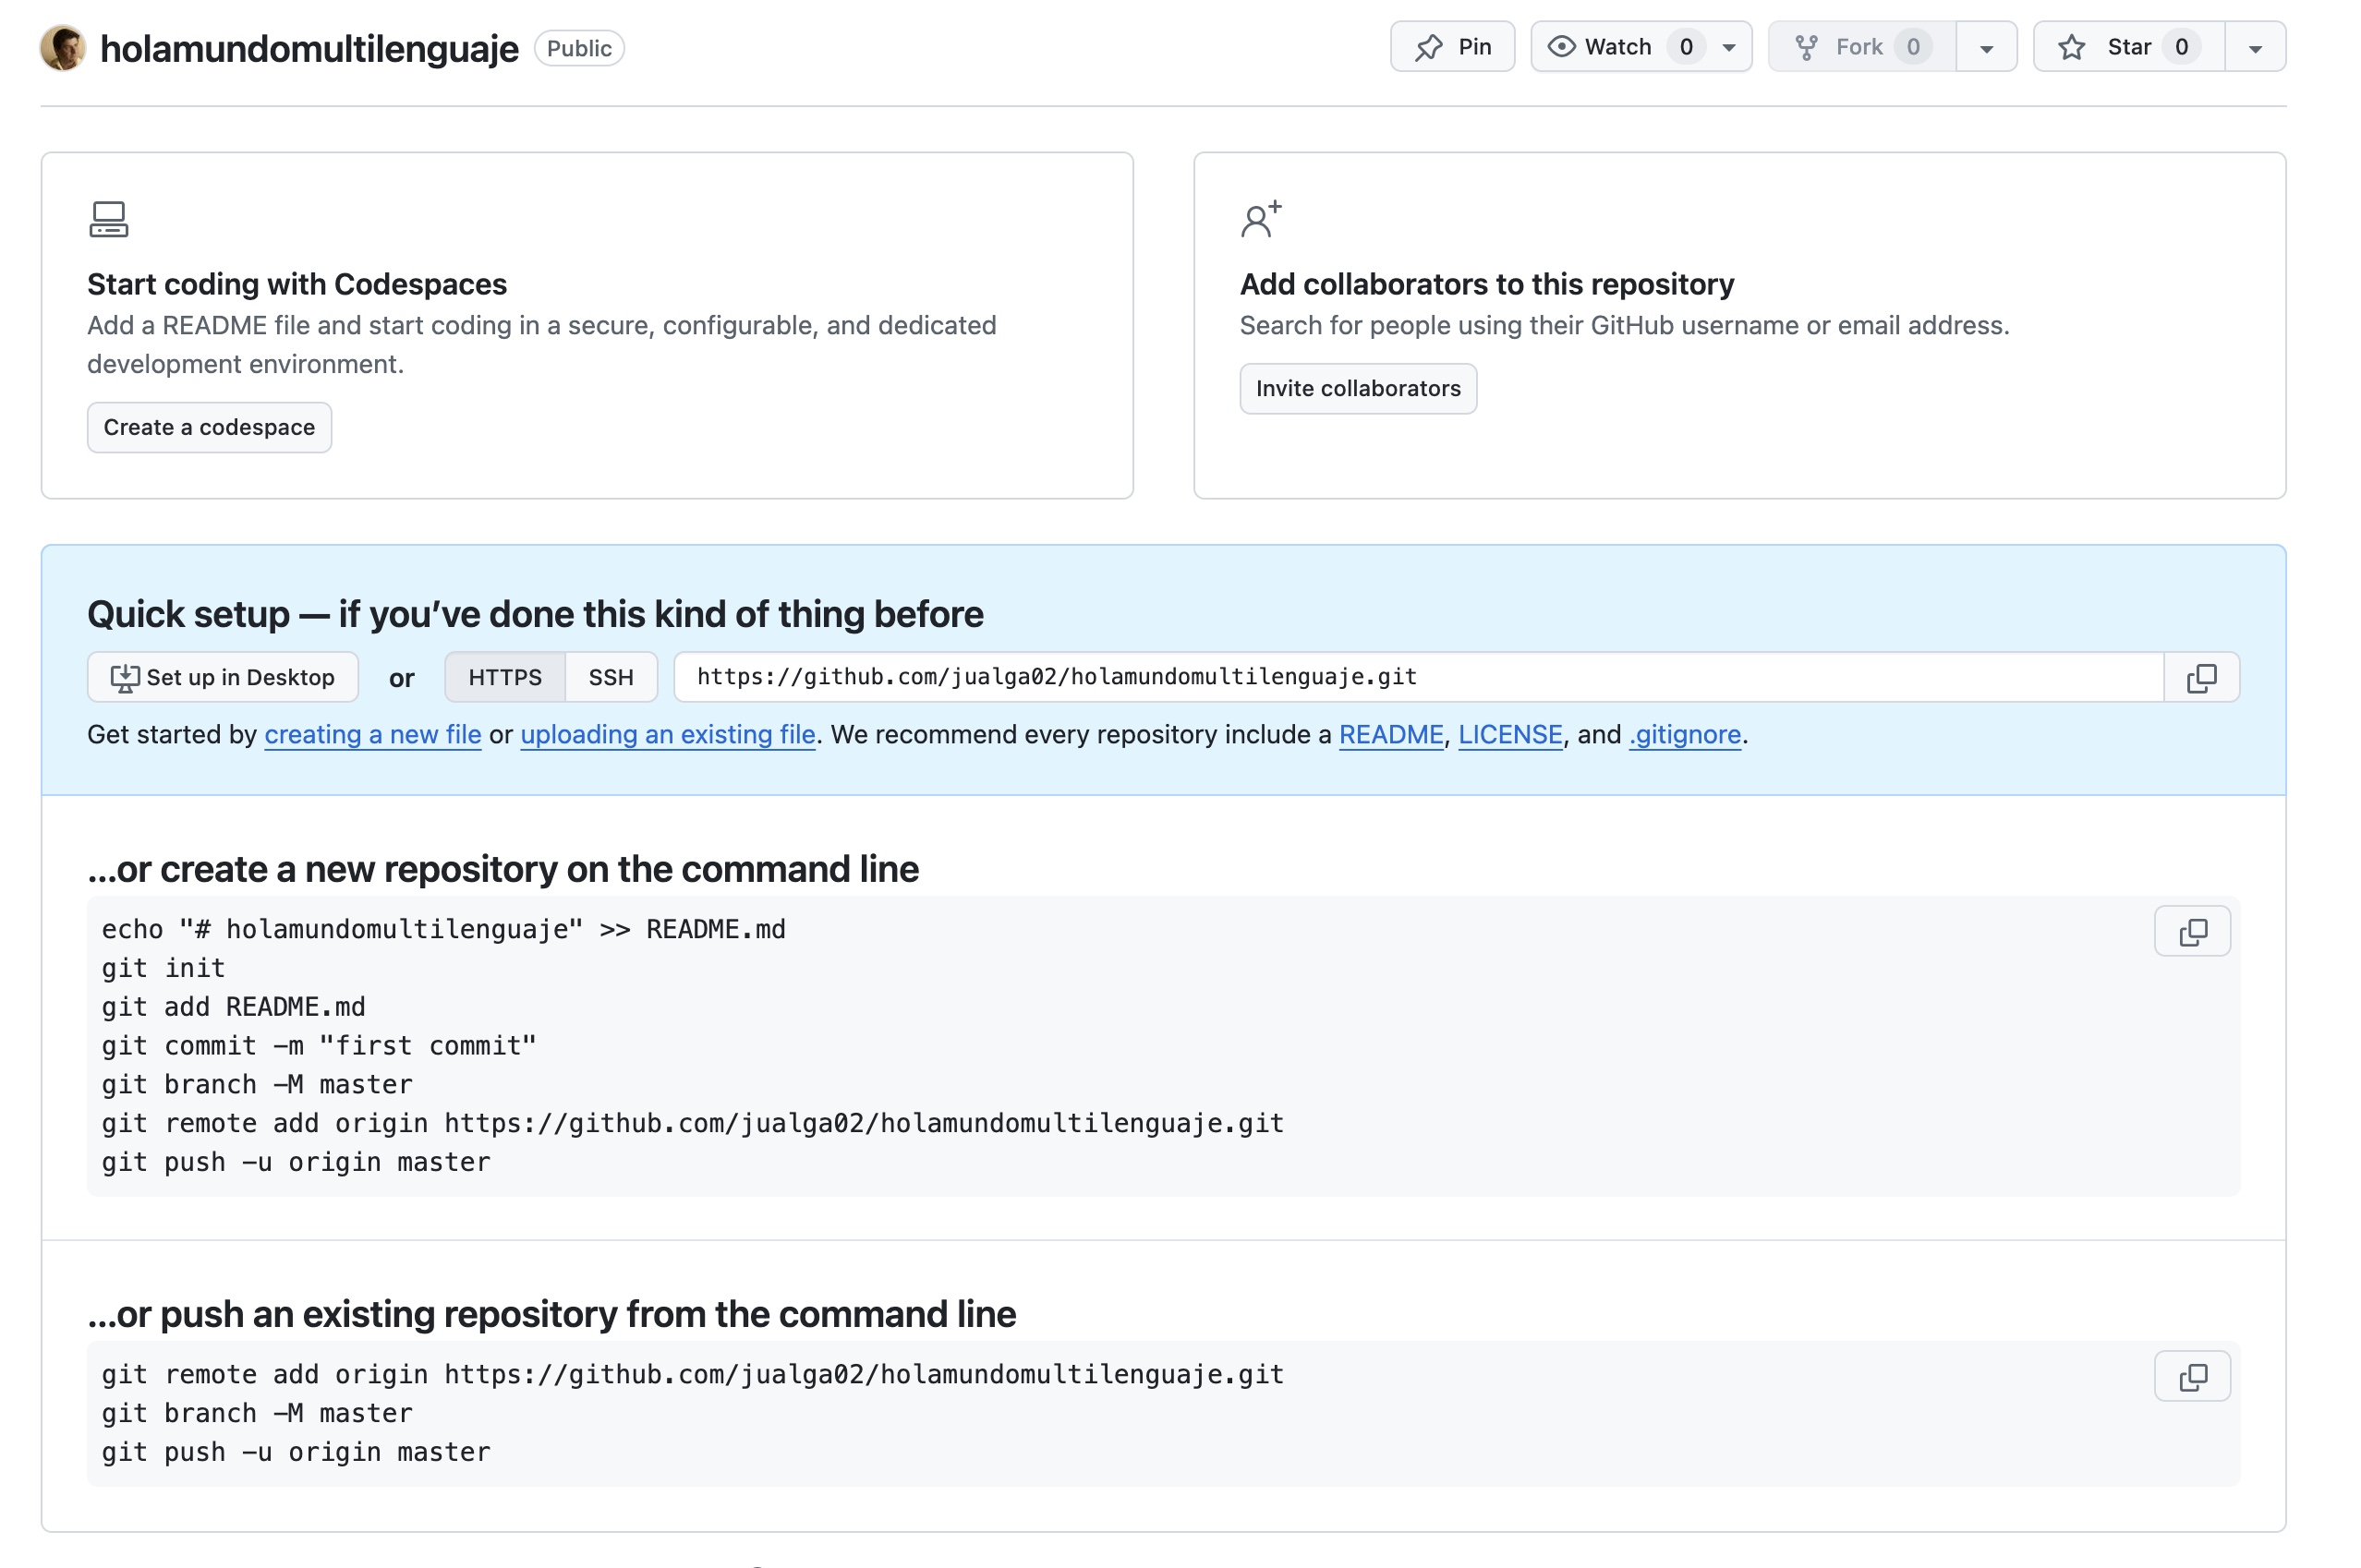 holamundomultilenguaje Public Pin Watch 0 Fork 0 Star 0
Start coding with Codespaces
Add a README file and start coding in a secure, configurable, and dedicated
development environment.
Create a codespace
Add collaborators to this repository
Search for people using their GitHub username or email address.
Invite collaborators
Quick setup — if you’ve done this kind of thing before
Set up in Desktop or HTTPS SSH https://github.com/jualga02/holamundomultilenguaje.git
Get started by creating a new file or uploading an existing file. We recommend every repository include a README, LICENSE, and .gitignore.
…or create a new repository on the command line
echo "# holamundomultilenguaje" >> README.md
git init
git add README.md
git commit -m "first commit"
git branch -M master
git remote add origin https://github.com/jualga02/holamundomultilenguaje.git
git push -u origin master
…or push an existing repository from the command line
git remote add origin https://github.com/jualga02/holamundomultilenguaje.git
git branch -M master
git push -u origin master